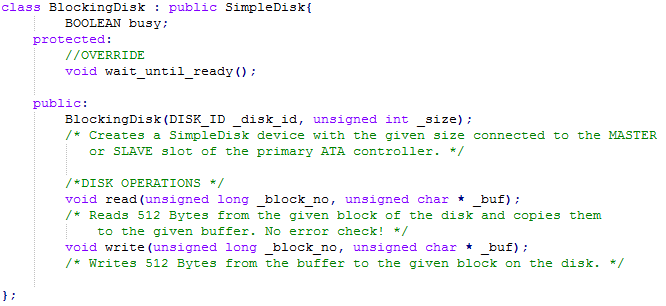 class BlockingDisk : public SimpleDisk{
        BOOLEAN busy;
    protected:
        //OVERRIDE
        void wait_until_ready();

    public:
        BlockingDisk(DISK_ID _disk_id, unsigned int _size);
        /* Creates a SimpleDisk device with the given size connected to the MASTER
           or SLAVE slot of the primary ATA controller. */

        /*DISK OPERATIONS */
        void read(unsigned long _block_no, unsigned char * _buf);
        /* Reads 512 Bytes from the given block of the disk and copies them
            to the given buffer. No error check! */
        void write(unsigned long _block_no, unsigned char * _buf);
        /* Writes 512 Bytes from the buffer to the given block on the disk. */

};